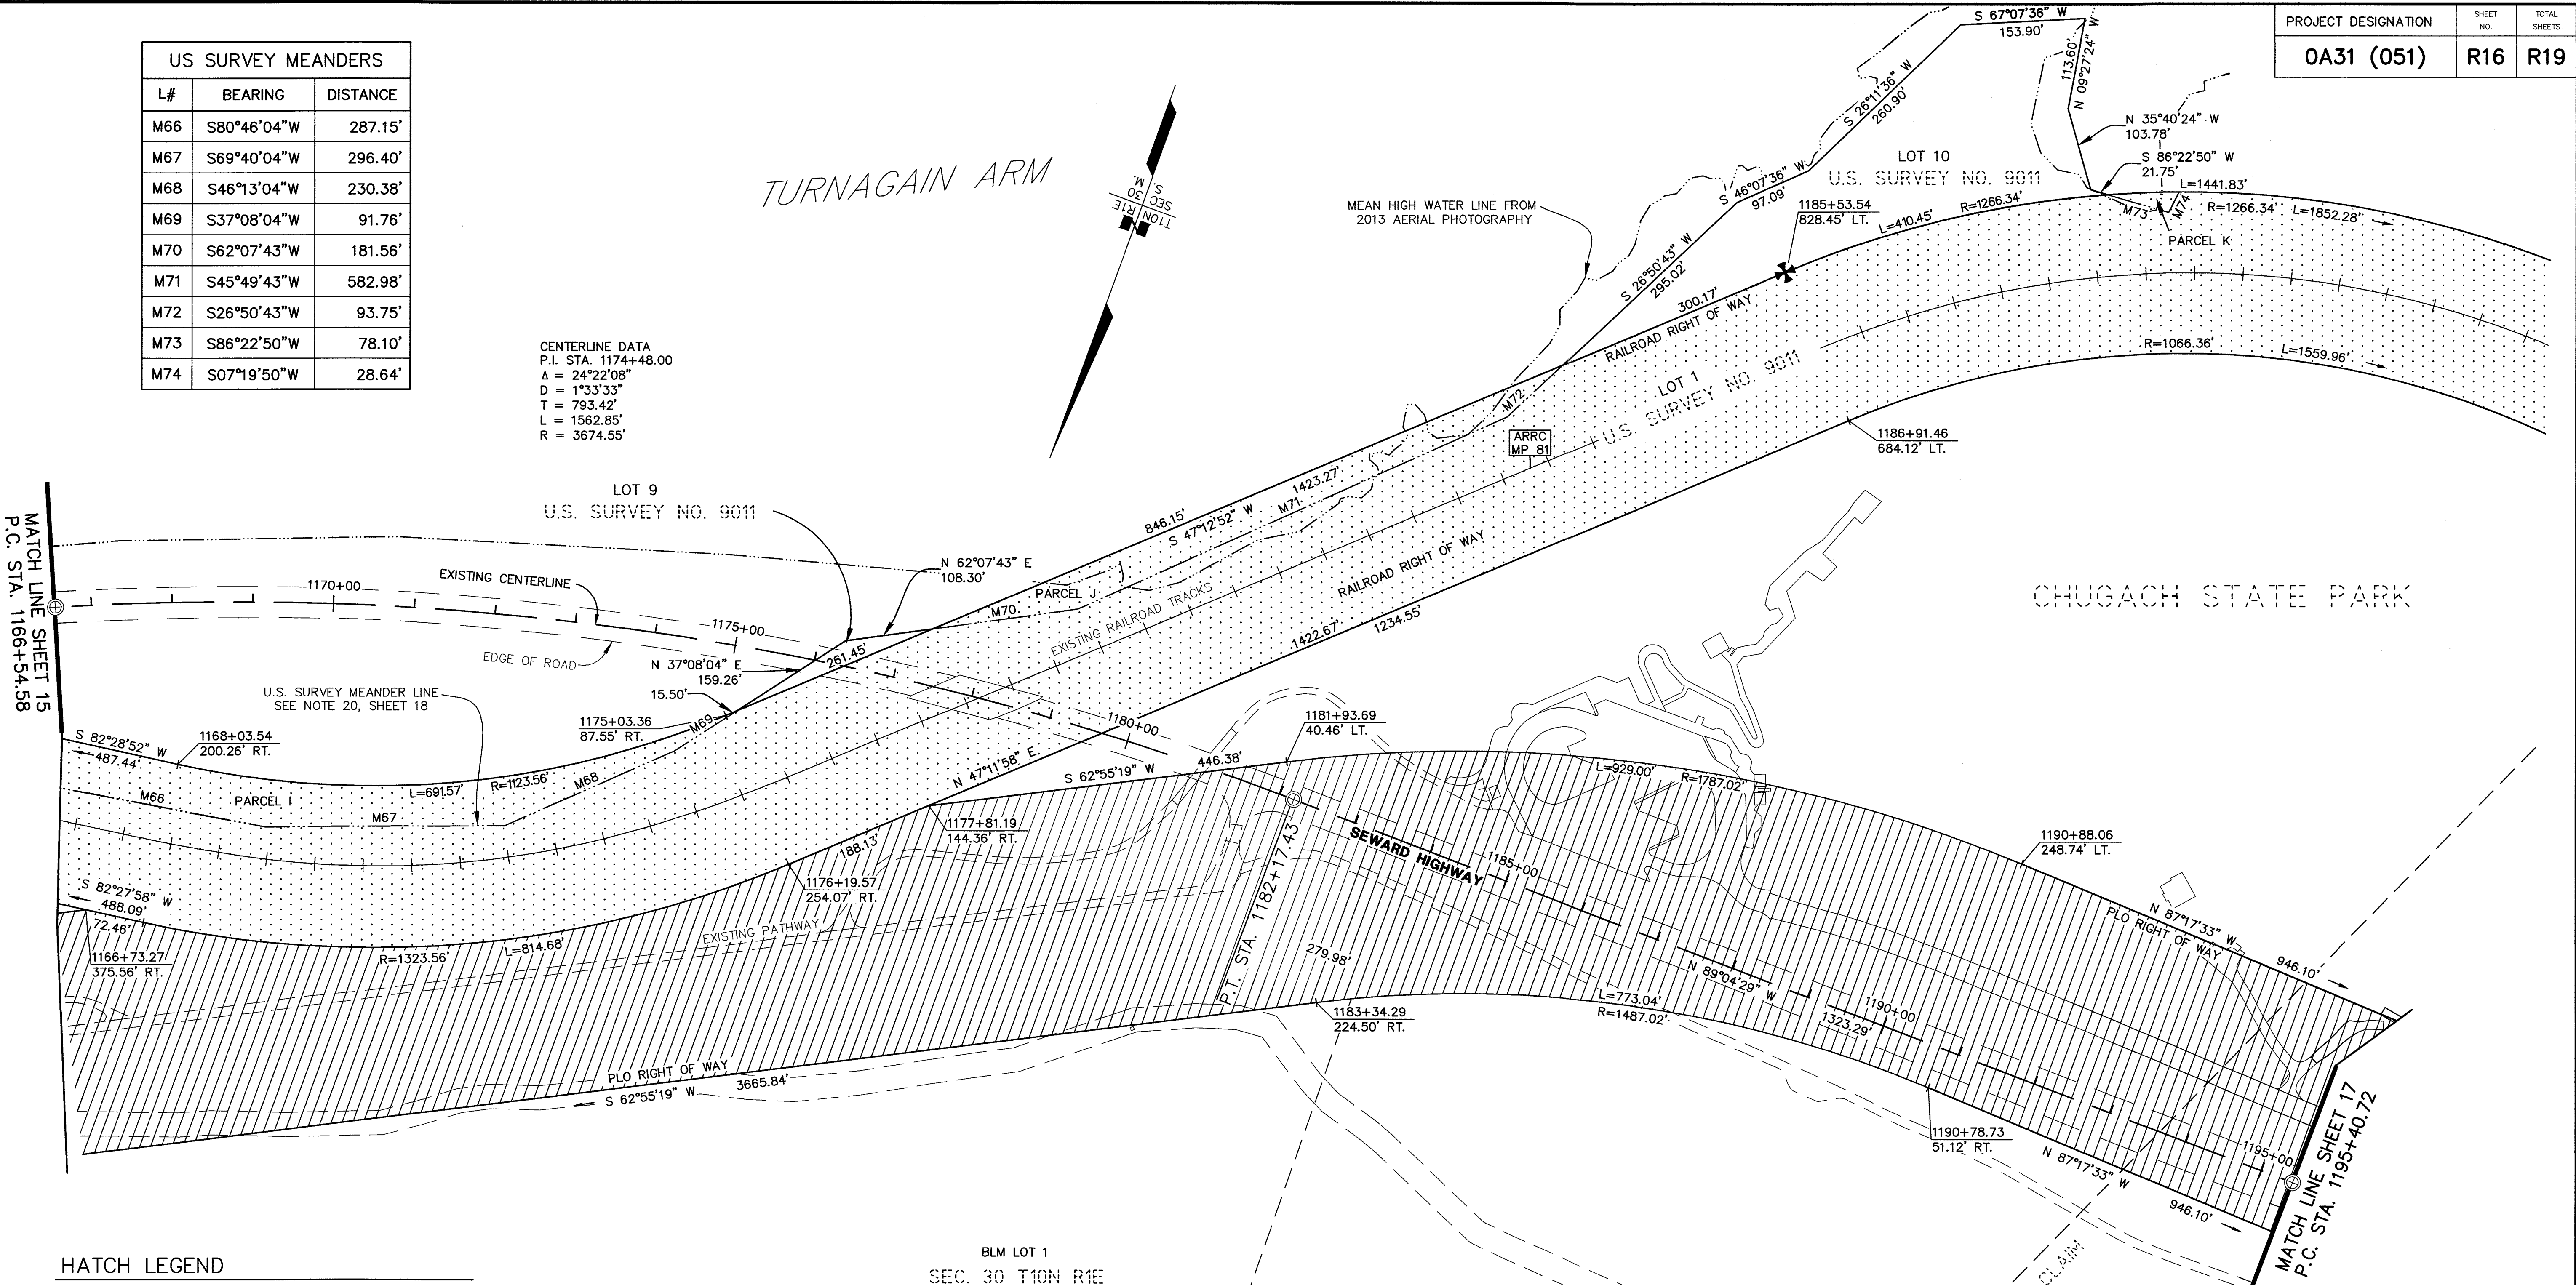 PROJECT DESIGNATION
SHEET NO.
TOTAL SHEETS
0A31 (051)
R16
R19
US SURVEY MEANDERS
L# BEARING DISTANCE
M66 S80°46'04"W 287.15'
M67 S69°40'04"W 296.40'
M68 S46°13'04"W 230.38'
M69 S37°08'04"W 91.76'
M70 S62°07'43"W 181.56'
M71 S45°49'43"W 582.98'
M72 S26°50'43"W 93.75'
M73 S86°22'50"W 78.10'
M74 S07°19'50"W 28.64'
CENTERLINE DATA
P.I. STA. 1174+48.00
Δ = 24°22'08"
D = 1°33'33"
T = 793.42'
L = 1562.85'
R = 3674.55'
TURNAGAIN ARM
T10N R1E
SEC 30
S. M.
MEAN HIGH WATER LINE FROM
2013 AERIAL PHOTOGRAPHY
S 67°07'36" W
153.90'
113.60'
N 09°27'24" W
S 26°11'36" W
260.90'
N 35°40'24" W
103.78'
S 86°22'50" W
21.75'
LOT 10
U.S. SURVEY NO. 9011
S 46°07'36" W
97.09'
1185+53.54
828.45' LT.
L=410.45'
R=1266.34'
L=1441.83'
M73
M74
R=1266.34'
L=1852.28'
PARCEL K
S 26°50'43" W
295.02'
300.17'
RAILROAD RIGHT OF WAY
LOT 1
U.S. SURVEY NO. 9011
R=1066.36'
L=1559.96'
M72
ARRC
MP 81
1186+91.46
684.12' LT.
LOT 9
U.S. SURVEY NO. 9011
1423.27'
846.15'
S 47°12'52" W
M71
N 62°07'43" E
108.30'
PARCEL J
M70
EXISTING RAILROAD TRACKS
RAILROAD RIGHT OF WAY
1422.67'
1234.55'
CHUGACH STATE PARK
MATCH LINE SHEET 15
P.C. STA. 1166+54.58
1170+00
EXISTING CENTERLINE
1175+00
EDGE OF ROAD
261.45'
N 37°08'04" E
159.26'
15.50'
U.S. SURVEY MEANDER LINE
SEE NOTE 20, SHEET 18
1175+03.36
87.55' RT.
M69
1180+00
1181+93.69
40.46' LT.
S 82°28'52" W
487.44'
1168+03.54
200.26' RT.
M66
PARCEL I
L=691.57'
R=1123.56'
M68
M67
N 47°11'58" E
S 62°55'19" W
446.38'
L=929.00'
R=1787.02'
1177+81.19
144.36' RT.
188.13'
SEWARD HIGHWAY
1185+00
1190+88.06
248.74' LT.
P.T. STA. 1182+17.43
1176+19.57
254.07' RT.
S 82°27'58" W
488.09'
72.46'
EXISTING PATHWAY
1166+73.27
375.56' RT.
R=1323.56'
L=814.68'
279.98'
N 87°17'33" W
PLO RIGHT OF WAY
946.10'
N 89°04'29" W
1190+00
1323.29'
L=773.04'
R=1487.02'
1183+34.29
224.50' RT.
PLO RIGHT OF WAY
3665.84'
S 62°55'19" W
1190+78.73
51.12' RT.
N 87°17'33" W
946.10'
1195+00
MATCH LINE SHEET 17
P.C. STA. 1195+40.72
HATCH LEGEND
BLM LOT 1
SEC. 30 T10N R1E
CLAIM